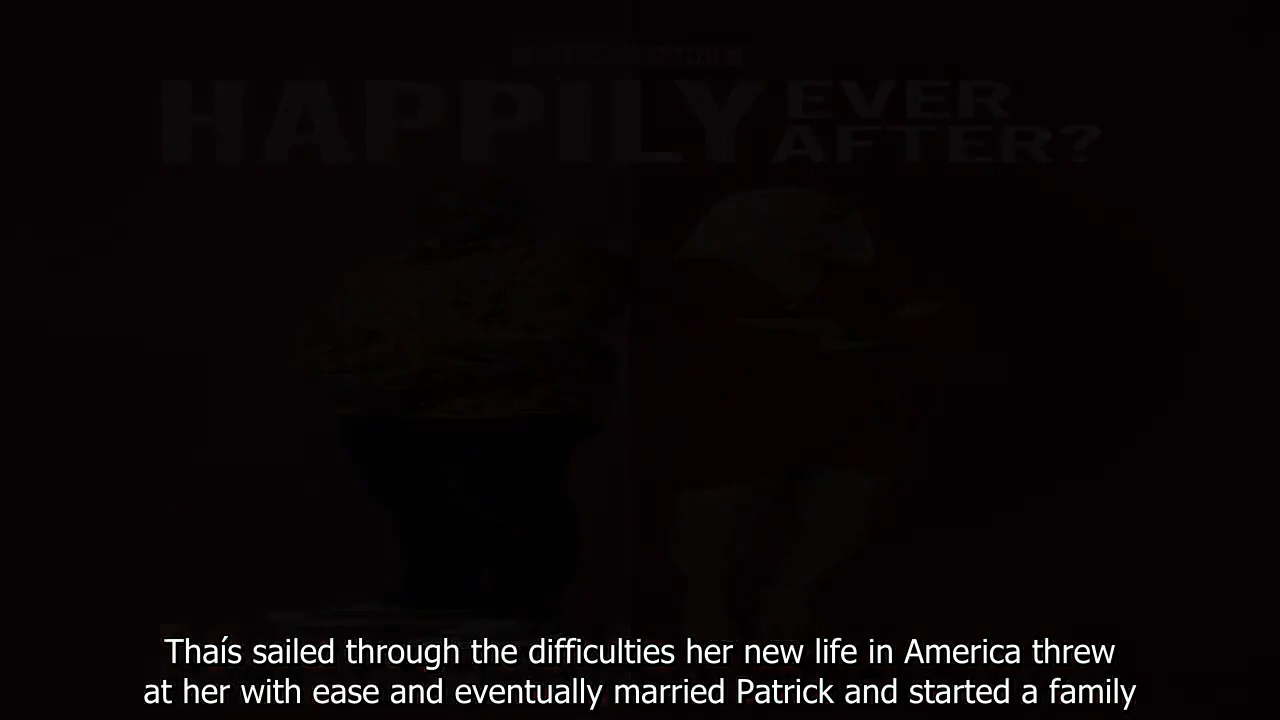 HAPPILY EVER
AFTER?
Thaís sailed through the difficulties her new life in America threw
at her with ease and eventually married Patrick and started a family